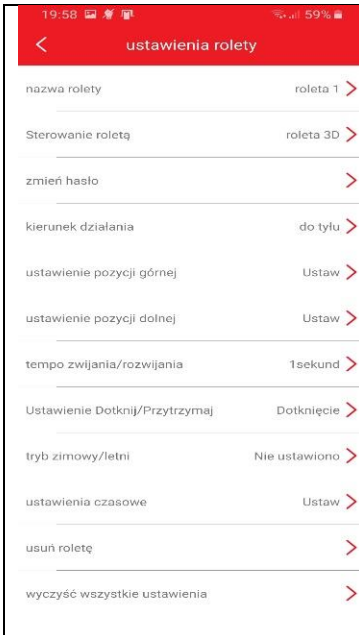 19:58 59%
ustawienia rolety
nazwa rolety roleta 1
Sterowanie roletą roleta 3D
zmień hasło
kierunek działania do tyłu
ustawienie pozycji górnej Ustaw
ustawienie pozycji dolnej Ustaw
tempo zwijania/rozwijania 1sekund
Ustawienie Dotknij/Przytrzymaj Dotknięcie
tryb zimowy/letni Nie ustawiono
ustawienia czasowe Ustaw
usuń roletę
wyczyść wszystkie ustawienia